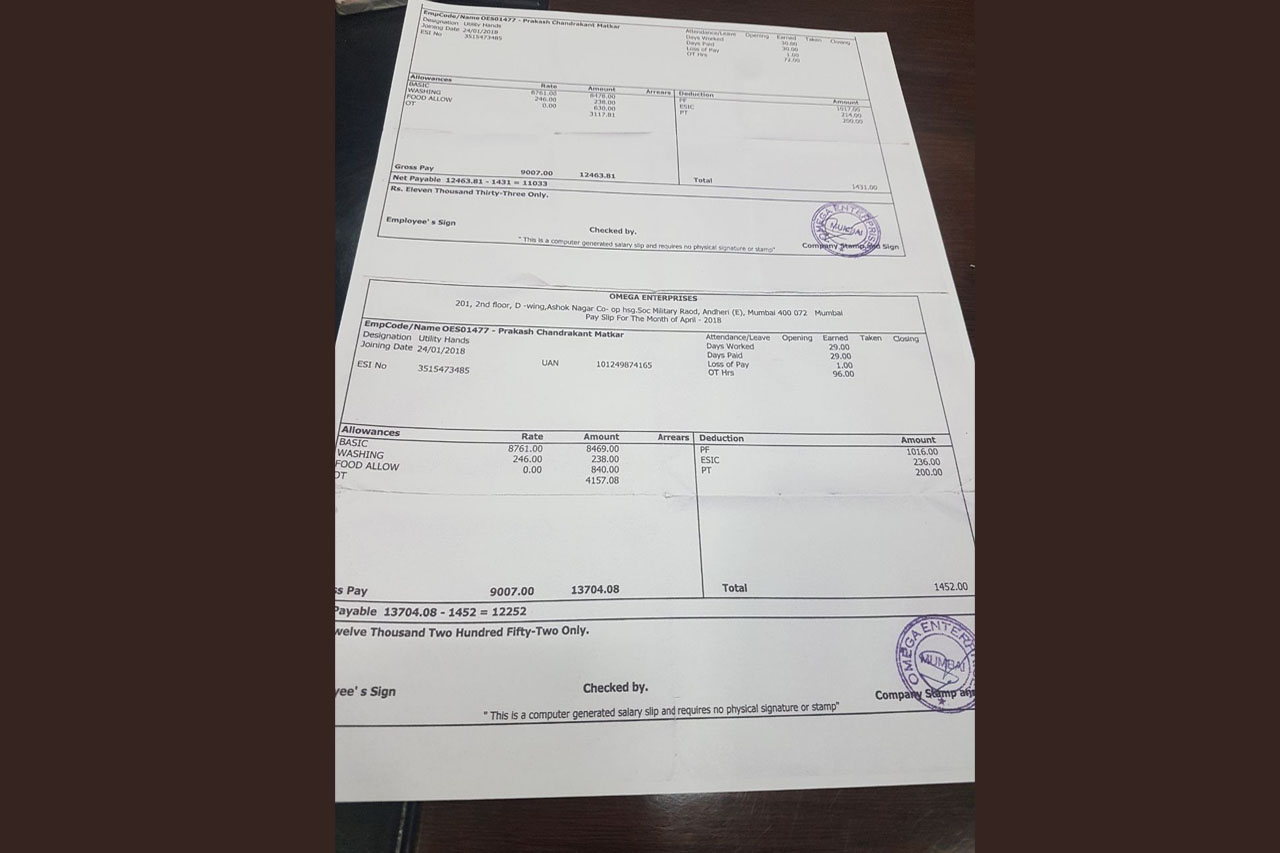 EmpCode/Name OES01477 - Prakash Chandrakant Matkar
Designation Utility Hands
Joining Date 24/01/2018
ESI No 3515473485
Attendance/Leave Opening Earned Taken Closing
Days Worked 30.00
Days Paid 30.00
Loss of Pay 1.00
OT Hrs 72.00
Allowances Rate Amount Arrears Deduction Amount
BASIC 8761.00 8478.00 PF 1017.00
WASHING 246.00 238.00 ESIC 214.00
FOOD ALLOW 0.00 630.00 PT 200.00
OT 3117.81
Gross Pay 9007.00 12463.81 Total 1431.00
Net Payable 12463.81 - 1431 = 11033
Rs. Eleven Thousand Thirty-Three Only.
OMEGA ENTERPRISES
MUMBAI
Employee' s Sign Checked by. Company Stamp and Sign
" This is a computer generated salary slip and requires no physical signature or stamp"
OMEGA ENTERPRISES
201, 2nd floor, D -wing,Ashok Nagar Co- op hsg.Soc Military Raod, Andheri (E), Mumbai 400 072 Mumbai
Pay Slip For The Month of April - 2018
EmpCode/Name OES01477 - Prakash Chandrakant Matkar
Designation Utility Hands
Joining Date 24/01/2018
UAN 101249874165
ESI No 3515473485
Attendance/Leave Opening Earned Taken Closing
Days Worked 29.00
Days Paid 29.00
Loss of Pay 1.00
OT Hrs 96.00
Allowances Rate Amount Arrears Deduction Amount
BASIC 8761.00 8469.00 PF 1016.00
WASHING 246.00 238.00 ESIC 236.00
FOOD ALLOW 0.00 840.00 PT 200.00
OT 4157.08
ss Pay 9007.00 13704.08 Total 1452.00
Payable 13704.08 - 1452 = 12252
welve Thousand Two Hundred Fifty-Two Only.
OMEGA ENTERPR
MUMBAI
yee' s Sign Checked by. Company Stamp an
" This is a computer generated salary slip and requires no physical signature or stamp"